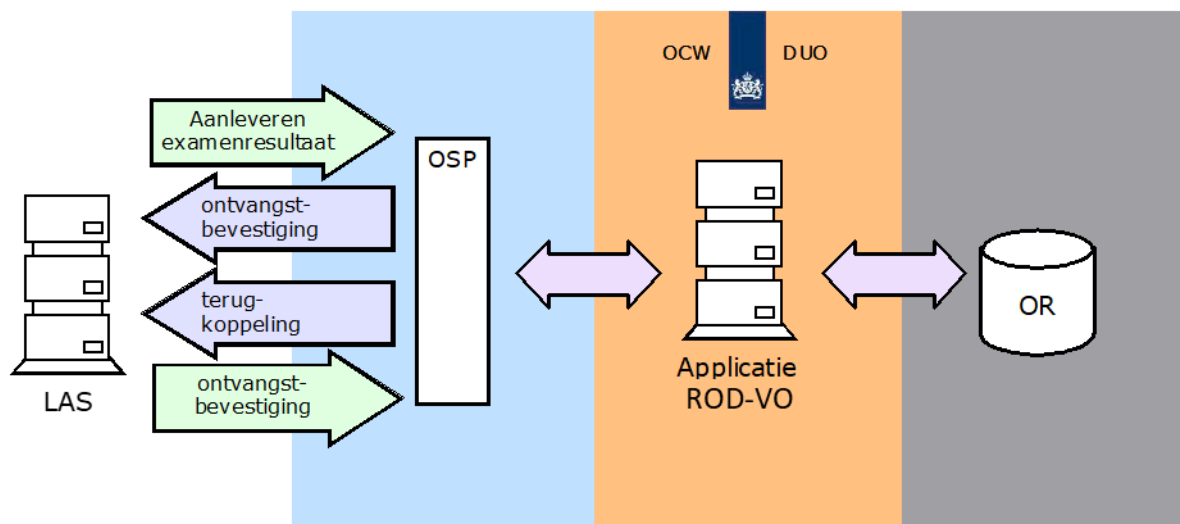 OCW DUO
Aanleveren
examenresultaat
OSP
ontvangst-
bevestiging
terug-
koppeling
ontvangst-
bevestiging
LAS
Applicatie
ROD-VO
OR